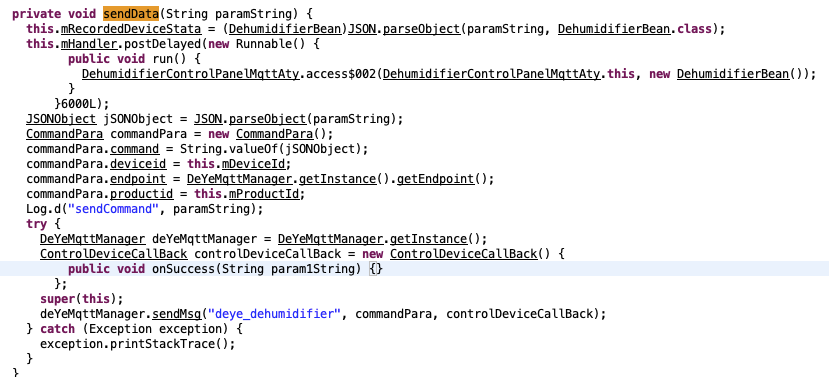 private void sendData(String paramString) {
this.mRecordedDeviceStata = (DehumidifierBean)JSON.parseObject(paramString, DehumidifierBean.class);
this.mHandler.postDelayed(new Runnable() {
public void run() {
DehumidifierControlPanelMqttAty.access$002(DehumidifierControlPanelMqttAty.this, new DehumidifierBean());
}
}6000L);
JSONObject jSONObject = JSON.parseObject(paramString);
CommandPara commandPara = new CommandPara();
commandPara.command = String.valueOf(jSONObject);
commandPara.deviceid = this.mDeviceId;
commandPara.endpoint = DeYeMqttManager.getInstance().getEndpoint();
commandPara.productid = this.mProductId;
Log.d("sendCommand", paramString);
try {
DeYeMqttManager deYeMqttManager = DeYeMqttManager.getInstance();
ControlDeviceCallBack controlDeviceCallBack = new ControlDeviceCallBack() {
public void onSuccess(String param1String) {}
};
super(this);
deYeMqttManager.sendMsg("deye_dehumidifier", commandPara, controlDeviceCallBack);
} catch (Exception exception) {
exception.printStackTrace();
}
}